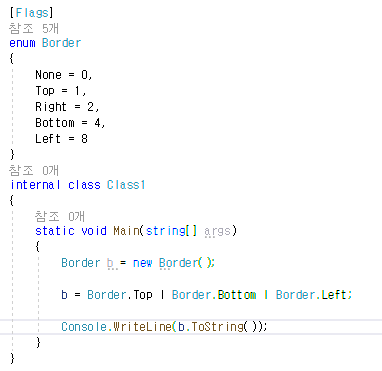 [Flags]
참조 5개
enum Border
{
None = 0,
Top = 1,
Right = 2,
Bottom = 4,
Left = 8
}
참조 0개
internal class Class1
{
참조 0개
static void Main(string[] args)
{
Border b = new Border();
b = Border.Top | Border.Bottom | Border.Left;
Console.WriteLine(b.ToString());
}
}